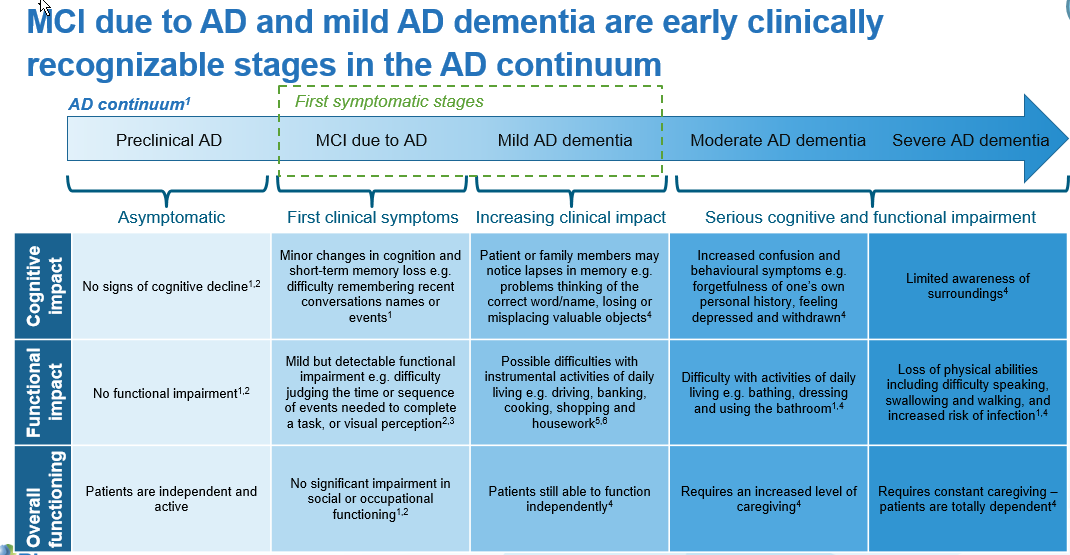 MCI due to AD and mild AD dementia are early clinically
recognizable stages in the AD continuum
AD continuum¹
First symptomatic stages
Preclinical AD
MCI due to AD
Mild AD dementia
Moderate AD dementia
Severe AD dementia
Asymptomatic
First clinical symptoms
Increasing clinical impact
Serious cognitive and functional impairment
Cognitive
impact
No signs of cognitive decline¹,²
Minor changes in cognition and
short-term memory loss e.g.
difficulty remembering recent
conversations names or
events¹
Patient or family members may
notice lapses in memory e.g.
problems thinking of the
correct word/name, losing or
misplacing valuable objects⁴
Increased confusion and
behavioural symptoms e.g.
forgetfulness of one's own
personal history, feeling
depressed and withdrawn⁴
Limited awareness of
surroundings⁴
Functional
impact
No functional impairment¹,²
Mild but detectable functional
impairment e.g. difficulty
judging the time or sequence
of events needed to complete
a task, or visual perception²,³
Possible difficulties with
instrumental activities of daily
living e.g. driving, banking,
cooking, shopping and
housework⁵,⁶
Difficulty with activities of daily
living e.g. bathing, dressing
and using the bathroom¹,⁴
Loss of physical abilities
including difficulty speaking,
swallowing and walking, and
increased risk of infection¹,⁴
Overall
functioning
Patients are independent and
active
No significant impairment in
social or occupational
functioning¹,²
Patients still able to function
independently⁴
Requires an increased level of
caregiving⁴
Requires constant caregiving –
patients are totally dependent⁴